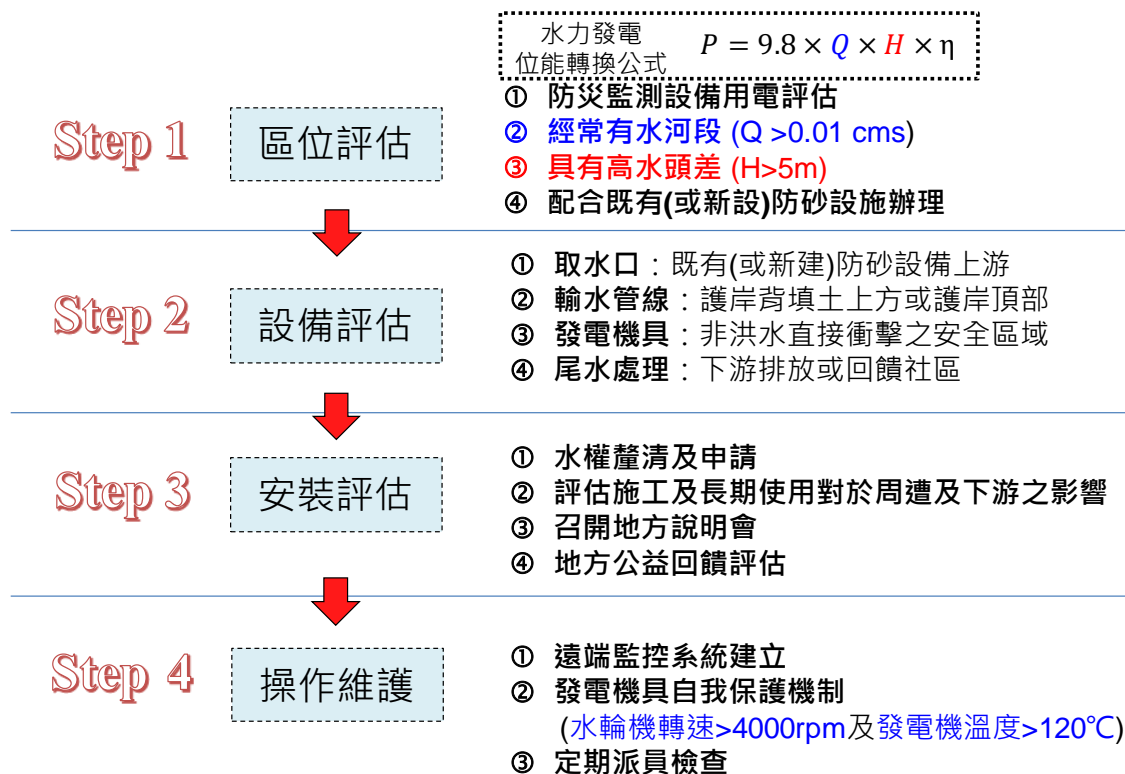 水力發電
位能轉換公式
P = 9.8 × Q × H × η
Step 1
區位評估
① 防災監測設備用電評估
② 經常有水河段 (Q >0.01 cms)
③ 具有高水頭差 (H>5m)
④ 配合既有(或新設)防砂設施辦理
Step 2
設備評估
① 取水口：既有(或新建)防砂設備上游
② 輸水管線：護岸背填土上方或護岸頂部
③ 發電機具：非洪水直接衝擊之安全區域
④ 尾水處理：下游排放或回饋社區
Step 3
安裝評估
① 水權釐清及申請
② 評估施工及長期使用對於周遭及下游之影響
③ 召開地方說明會
④ 地方公益回饋評估
Step 4
操作維護
① 遠端監控系統建立
② 發電機具自我保護機制
(水輪機轉速>4000rpm及發電機溫度>120℃)
③ 定期派員檢查